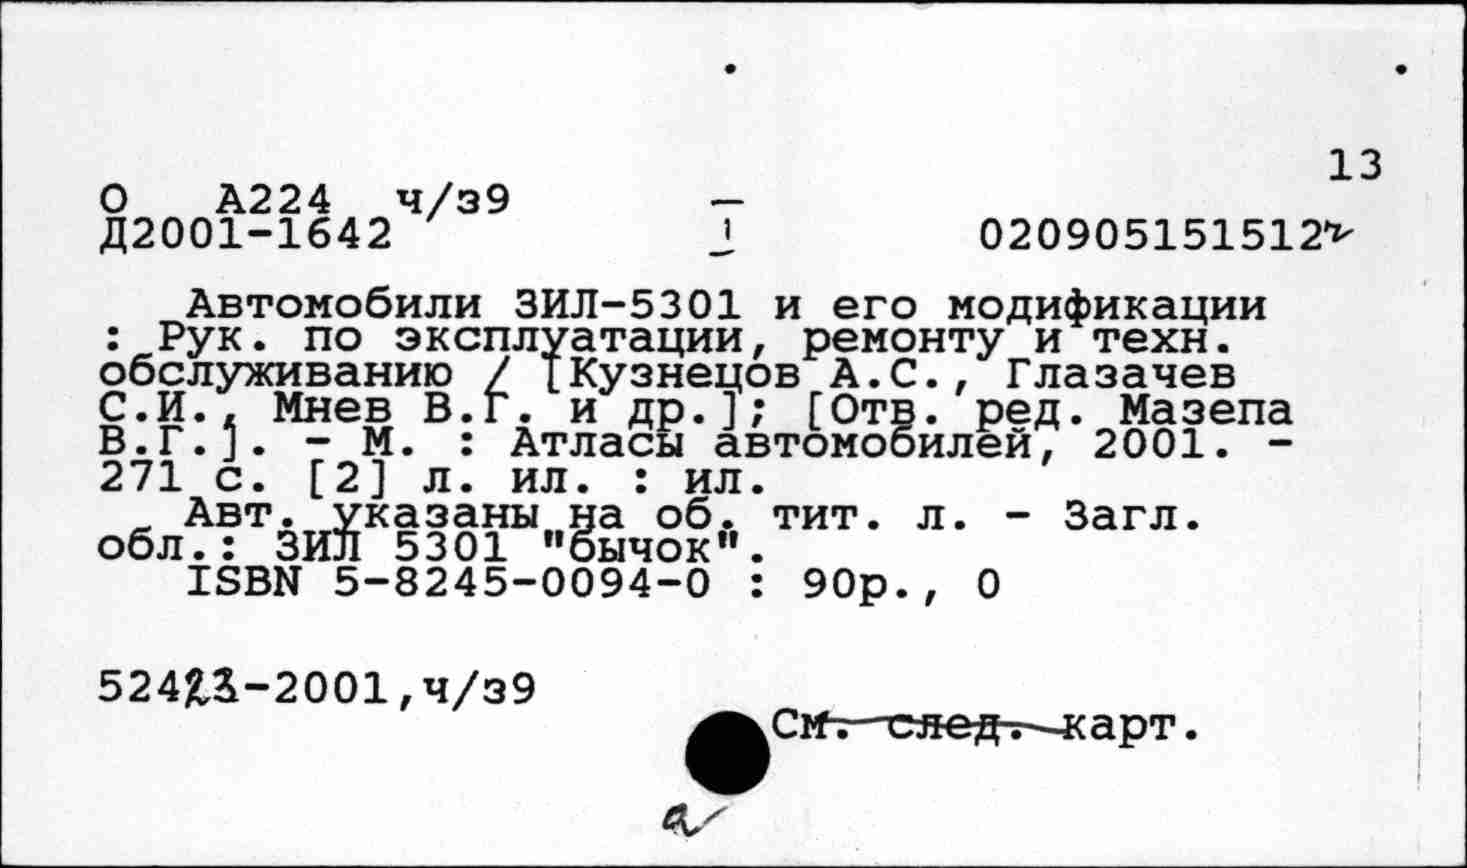 13
О А224 ч/з9
Д2001-1642 1 020905151512
Автомобили ЗИЛ-5301 и его модификации
: Рук. по эксплуатации, ремонту и техн.
обслуживанию / [Кузнецов А.С., Глазачев
С.И., Мнев В.Г. и др.]; [Отв. ред. Мазепа
В.Г.]. - М. : Атласы автомобилей, 2001. -
271 с. [2] л. ил. : ил.
Авт. указаны на об. тит. л. - Загл.
обл.: ЗИЛ 5301 "бычок".
ISBN 5-8245-0094-0 : 90р., 0
52423-2001,ч/з9
См. след. карт.